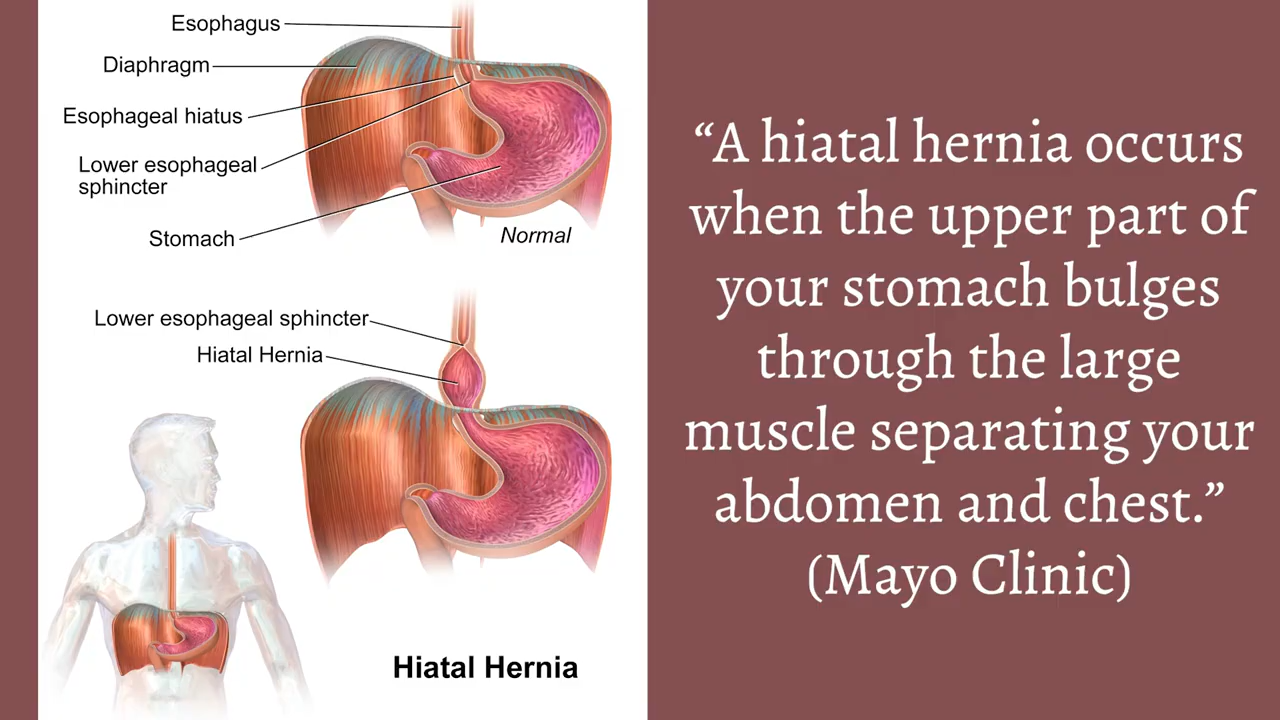 Esophagus
Diaphragm
Esophageal hiatus
Lower esophageal
sphincter
Stomach
Normal
Lower esophageal sphincter
Hiatal Hernia
Hiatal Hernia
“A hiatal hernia occurs
when the upper part of
your stomach bulges
through the large
muscle separating your
abdomen and chest.”
(Mayo Clinic)